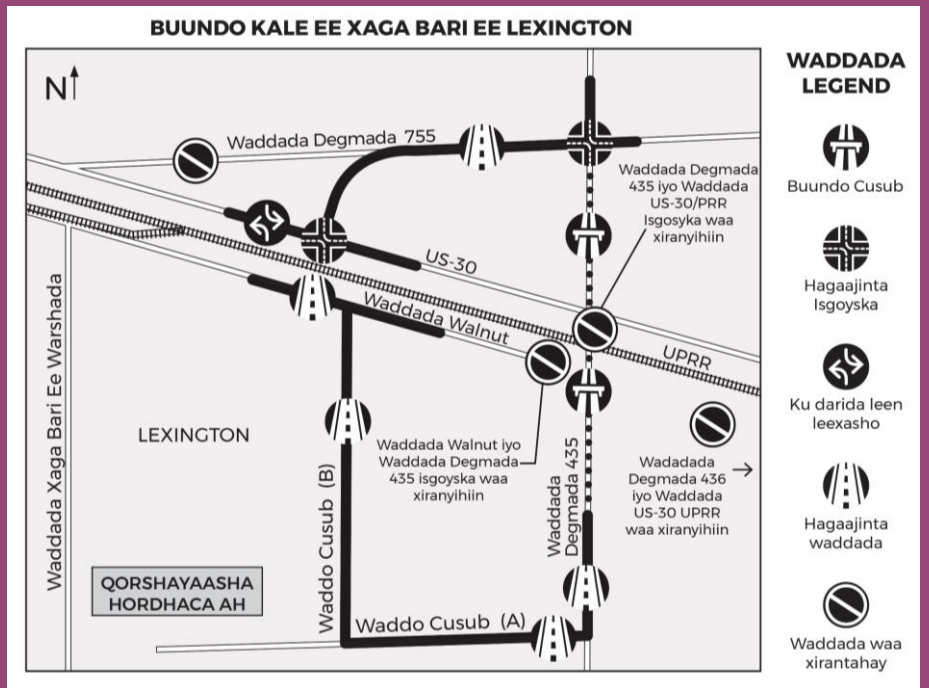 BUUNDO KALE EE XAGA BARI EE LEXINGTON
N
Waddada Degmada 755
Waddada Degmada
435 iyo Waddada
US-30/PRR
Isgosyka waa
xiranyihiin
US-30
Waddada Walnut
UPRR
Waddada Xaga Bari Ee Warshada
LEXINGTON
Waddada Walnut iyo
Waddada Degmada
435 isgoyska waa
xiranyihiin
Waddo Cusub (B)
Waddada
Degmada 435
Wadadada
Degmada 436
iyo Waddada
US-30 UPRR
waa xiranyihiin
QORSHAYAASHA
HORDHACA AH
Waddo Cusub (A)
WADDADA
LEGEND
Buundo Cusub
Hagaajinta
Isgoyska
Ku darida leen
leexasho
Hagaajinta
waddada
Waddada waa
xirantahay